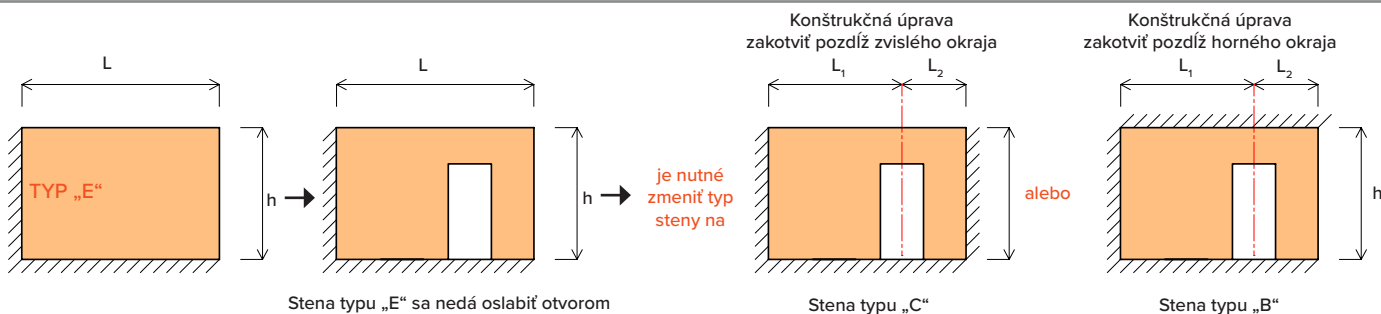 L
TYP „E“
h
L
h
Stena typu „E“ sa nedá oslabiť otvorom
je nutné
zmeniť typ
steny na
Konštrukčná úprava
zakotviť pozdĺž zvislého okraja
L₁ L₂
Stena typu „C“
alebo
Konštrukčná úprava
zakotviť pozdĺž horného okraja
L₁ L₂
h
Stena typu „B“